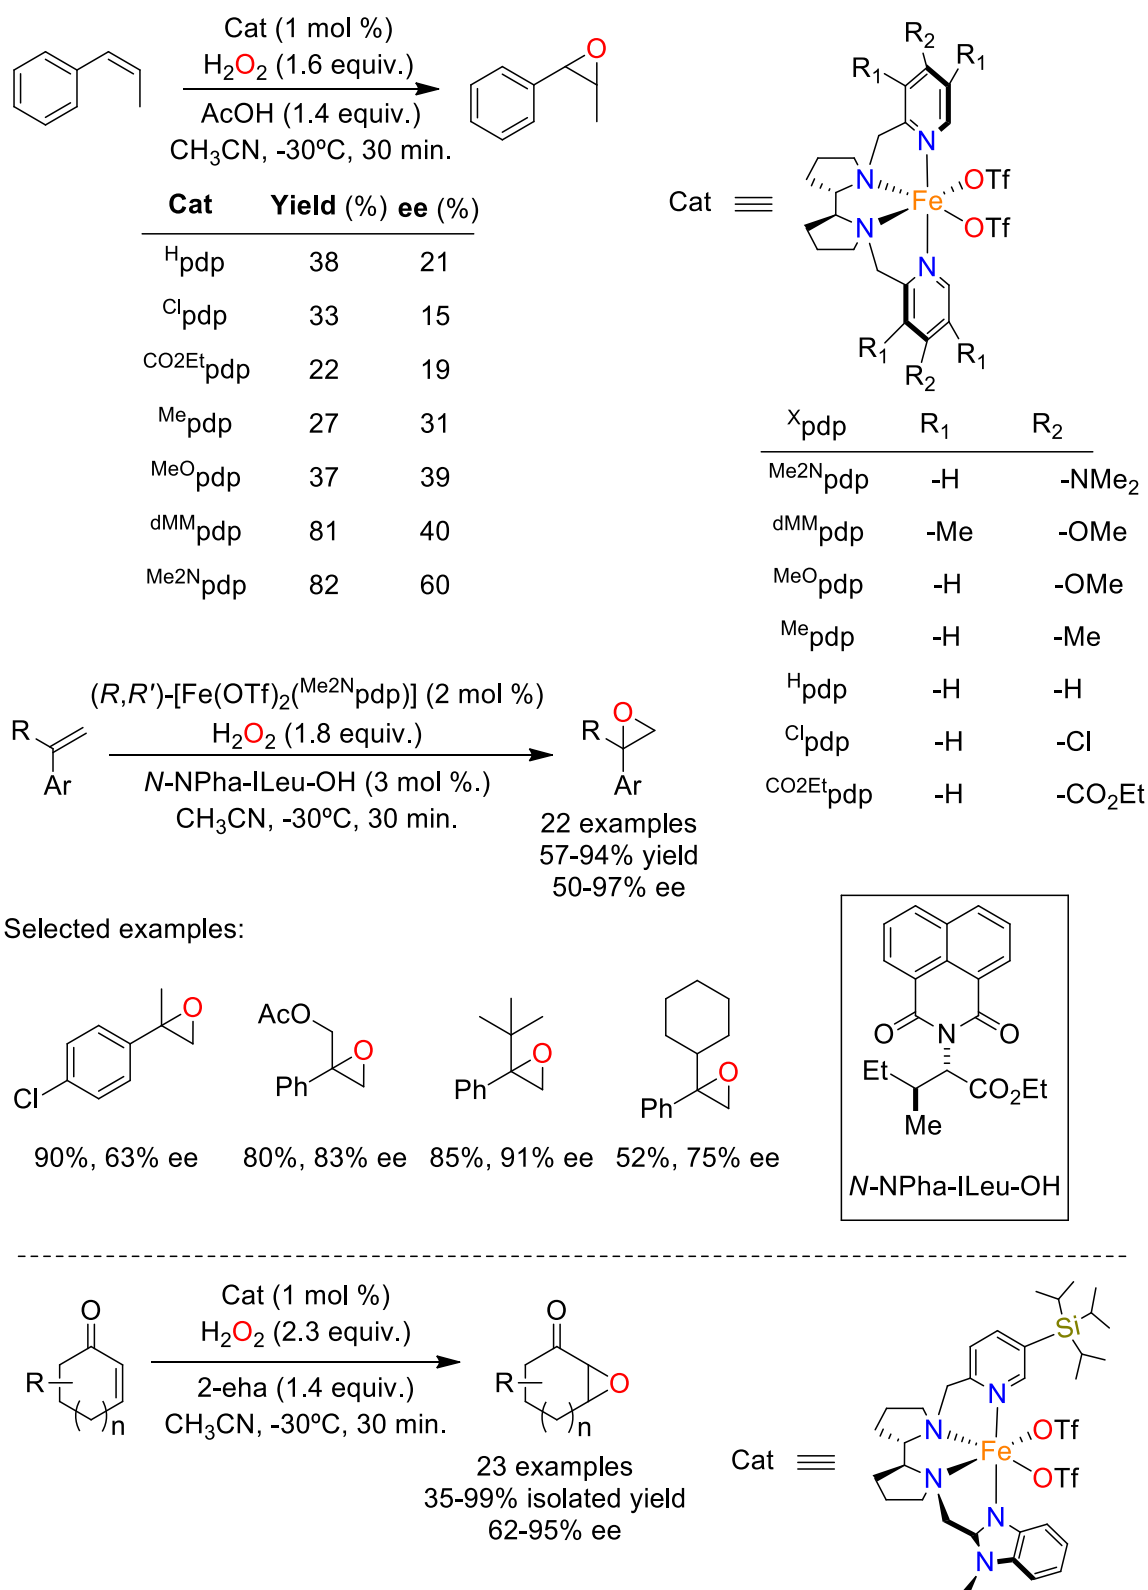 Cat (1 mol %)
H2O2 (1.6 equiv.)
AcOH (1.4 equiv.)
CH3CN, -30ºC, 30 min.
O
Cat Yield (%) ee (%)
Hpdp 38 21
Clpdp 33 15
CO2Etpdp 22 19
Mepdp 27 31
MeOpdp 37 39
dMMpdp 81 40
Me2Npdp 82 60
Cat
R2
R1 R1
N
N OTf
Fe
N OTf
N
R1 R1
R2
Xpdp R1 R2
Me2Npdp -H -NMe2
dMMpdp -Me -OMe
MeOpdp -H -OMe
Mepdp -H -Me
Hpdp -H -H
Clpdp -H -Cl
CO2Etpdp -H -CO2Et
(R,R')-[Fe(OTf)2(Me2Npdp)] (2 mol %)
H2O2 (1.8 equiv.)
N-NPha-ILeu-OH (3 mol %.)
CH3CN, -30ºC, 30 min.
R
Ar
O
R
Ar
22 examples
57-94% yield
50-97% ee
Selected examples:
O
Cl
90%, 63% ee
AcO
O
Ph
80%, 83% ee
O
Ph
85%, 91% ee
O
Ph
52%, 75% ee
O N O
Et
CO2Et
Me
N-NPha-ILeu-OH
Cat (1 mol %)
H2O2 (2.3 equiv.)
2-eha (1.4 equiv.)
CH3CN, -30ºC, 30 min.
O
R
( )n
O
R
O
( )n
23 examples
35-99% isolated yield
62-95% ee
Cat
Si
N
N OTf
Fe
N OTf
N
N